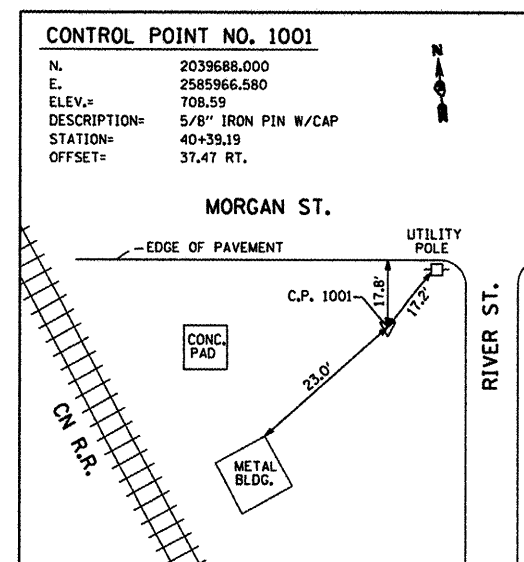 CONTROL POINT NO. 1001
N. 2039688.000
E. 2585966.580
ELEV.= 708.59
DESCRIPTION= 5/8" IRON PIN W/CAP
STATION= 40+39.19
OFFSET= 37.47 RT.
N
MORGAN ST.
EDGE OF PAVEMENT
UTILITY
POLE
C.P. 1001
17.8'
17.2'
RIVER ST.
CONC.
PAD
23.0'
CN R.R.
METAL
BLDG.